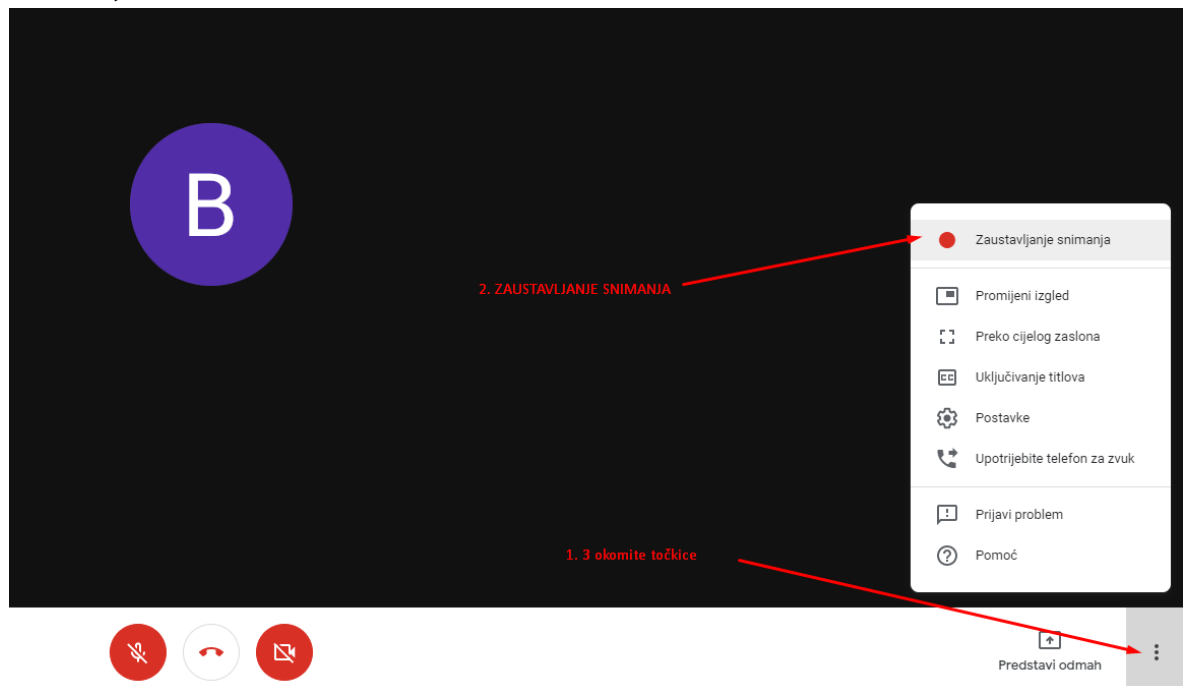 B
Zaustavljanje snimanja
2. ZAUSTAVLJANJE SNIMANJA
Promijeni izgled
Preko cijelog zaslona
Uključivanje titlova
Postavke
Upotrijebite telefon za zvuk
Prijavi problem
1. 3 okomite točkice
Pomoć
Predstavi odmah